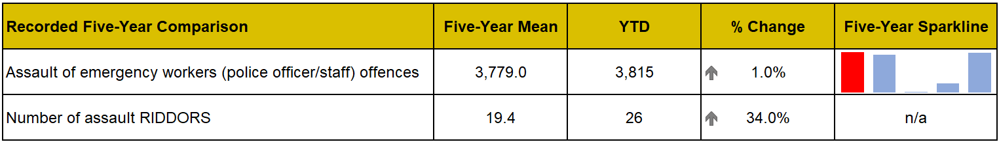 Recorded Five-Year Comparison Five-Year Mean YTD % Change Five-Year Sparkline
Assault of emergency workers (police officer/staff) offences 3,779.0 3,815 1.0%
Number of assault RIDDORS 19.4 26 34.0% n/a